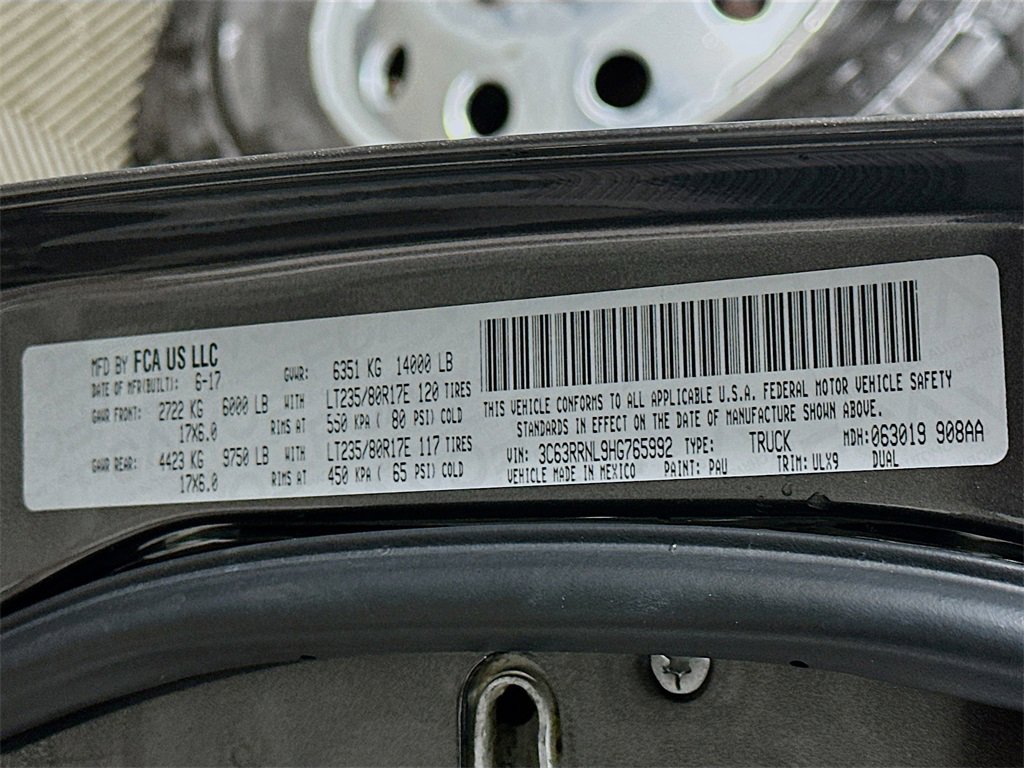 MFD BY FCA US LLC
DATE OF MFR(BUILT): 6-17 GVWR: 6351 KG 14000 LB
GAWR FRONT: 2722 KG 6000 LB WITH LT235/80R17E 120 TIRES
17X6.0 RIMS AT 550 KPA ( 80 PSI) COLD
GAWR REAR: 4423 KG 9750 LB WITH LT235/80R17E 117 TIRES
17X6.0 RIMS AT 450 KPA ( 65 PSI) COLD
THIS VEHICLE CONFORMS TO ALL APPLICABLE U.S.A. FEDERAL MOTOR VEHICLE SAFETY
STANDARDS IN EFFECT ON THE DATE OF MANUFACTURE SHOWN ABOVE.
VIN: 3C63RRNL9HG765992 TYPE: TRUCK MDH: 063019 908AA
VEHICLE MADE IN MEXICO PAINT: PAU TRIM: ULX9 DUAL